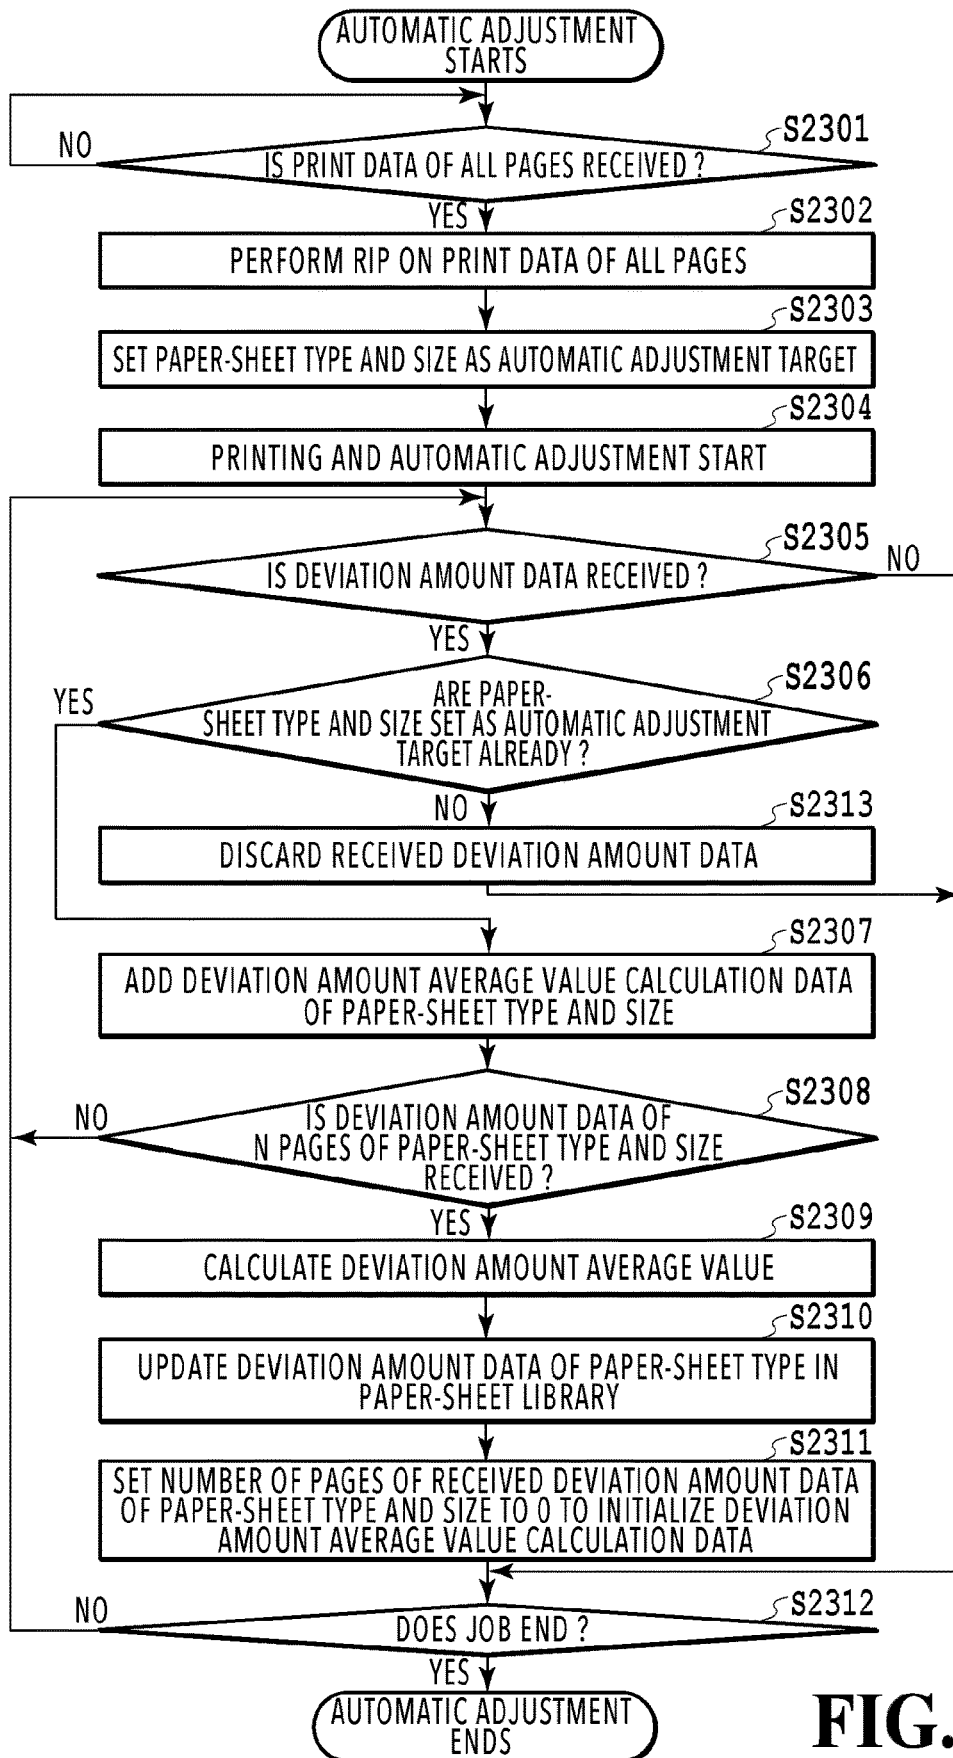 AUTOMATIC ADJUSTMENT
STARTS
S2301
NO
IS PRINT DATA OF ALL PAGES RECEIVED ?
YES
S2302
PERFORM RIP ON PRINT DATA OF ALL PAGES
S2303
SET PAPER-SHEET TYPE AND SIZE AS AUTOMATIC ADJUSTMENT TARGET
S2304
PRINTING AND AUTOMATIC ADJUSTMENT START
S2305
IS DEVIATION AMOUNT DATA RECEIVED ?
NO
YES
S2306
YES
ARE PAPER-
SHEET TYPE AND SIZE SET AS AUTOMATIC ADJUSTMENT
TARGET ALREADY ?
NO
S2313
DISCARD RECEIVED DEVIATION AMOUNT DATA
S2307
ADD DEVIATION AMOUNT AVERAGE VALUE CALCULATION DATA
OF PAPER-SHEET TYPE AND SIZE
S2308
NO
IS DEVIATION AMOUNT DATA OF
N PAGES OF PAPER-SHEET TYPE AND SIZE
RECEIVED ?
YES
S2309
CALCULATE DEVIATION AMOUNT AVERAGE VALUE
S2310
UPDATE DEVIATION AMOUNT DATA OF PAPER-SHEET TYPE IN
PAPER-SHEET LIBRARY
S2311
SET NUMBER OF PAGES OF RECEIVED DEVIATION AMOUNT DATA
OF PAPER-SHEET TYPE AND SIZE TO 0 TO INITIALIZE DEVIATION
AMOUNT AVERAGE VALUE CALCULATION DATA
S2312
NO
DOES JOB END ?
YES
AUTOMATIC ADJUSTMENT
ENDS
FIG.